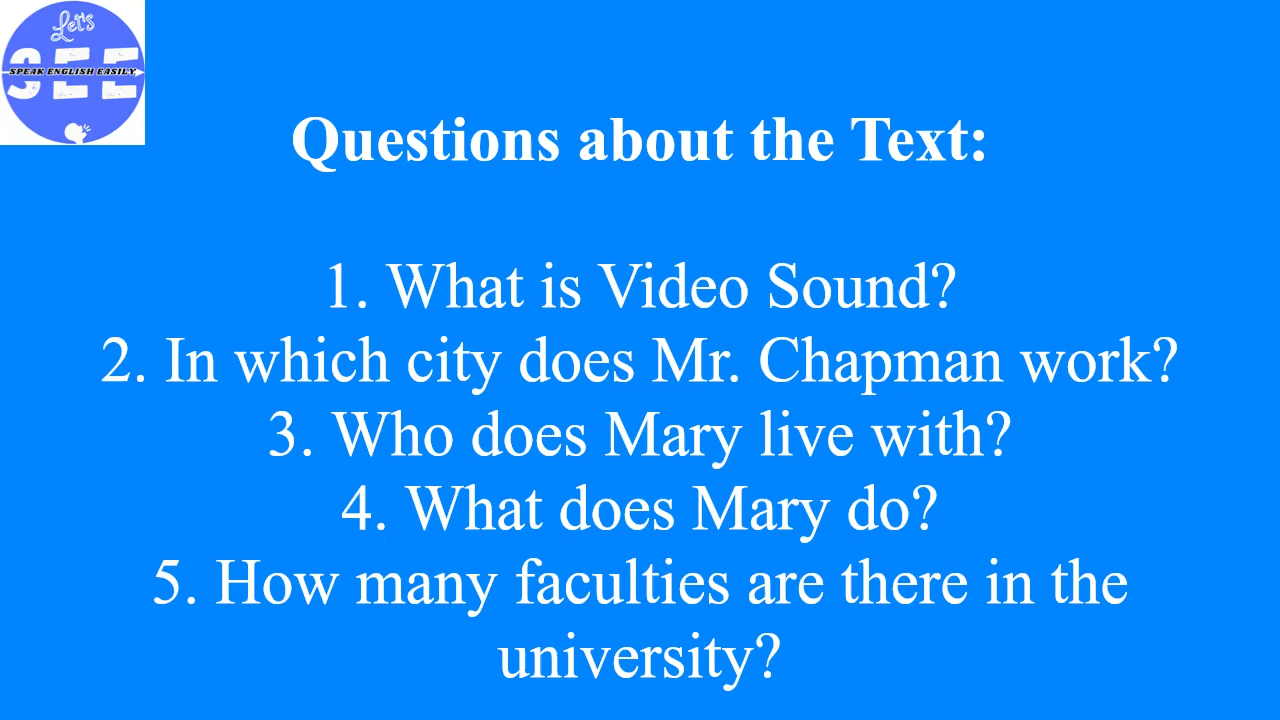 Let's
SEE
SPEAK ENGLISH EASILY
Questions about the Text:
1. What is Video Sound?
2. In which city does Mr. Chapman work?
3. Who does Mary live with?
4. What does Mary do?
5. How many faculties are there in the
university?